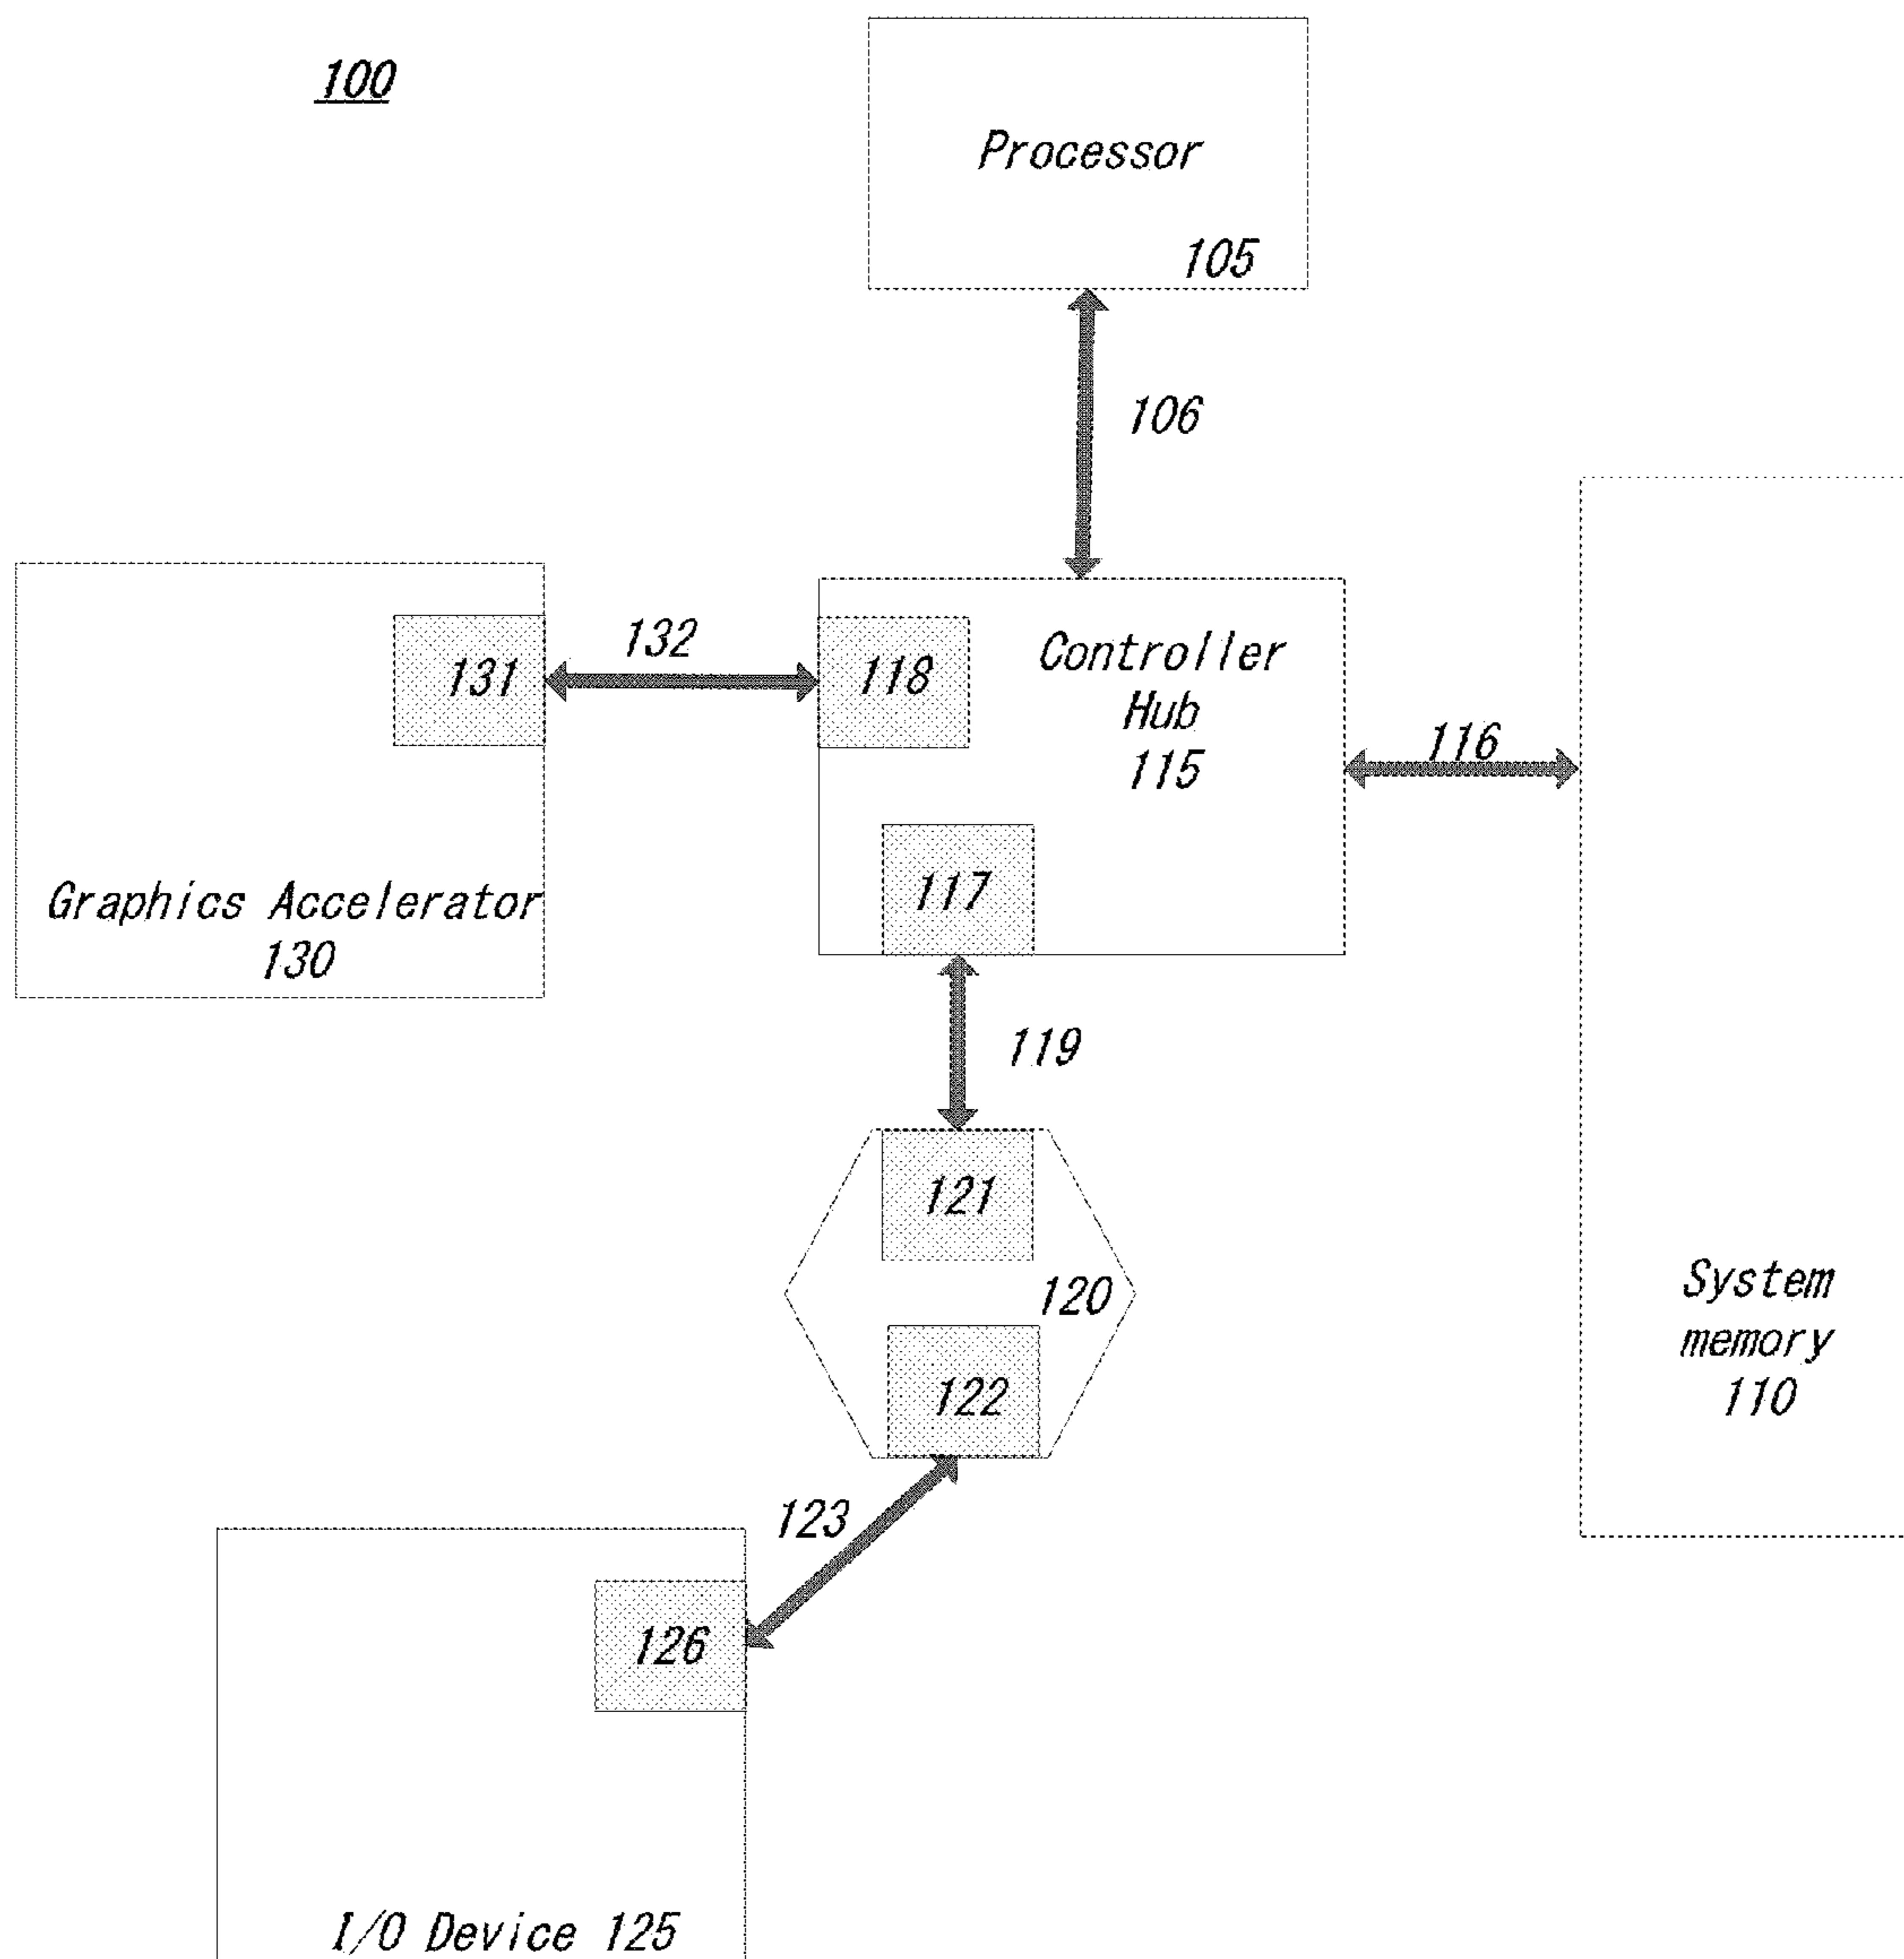 100
Processor
105
106
131
132
118
Controller
Hub
115
116
117
Graphics Accelerator
130
119
121
120
122
System
memory
110
123
126
I/O Device 125